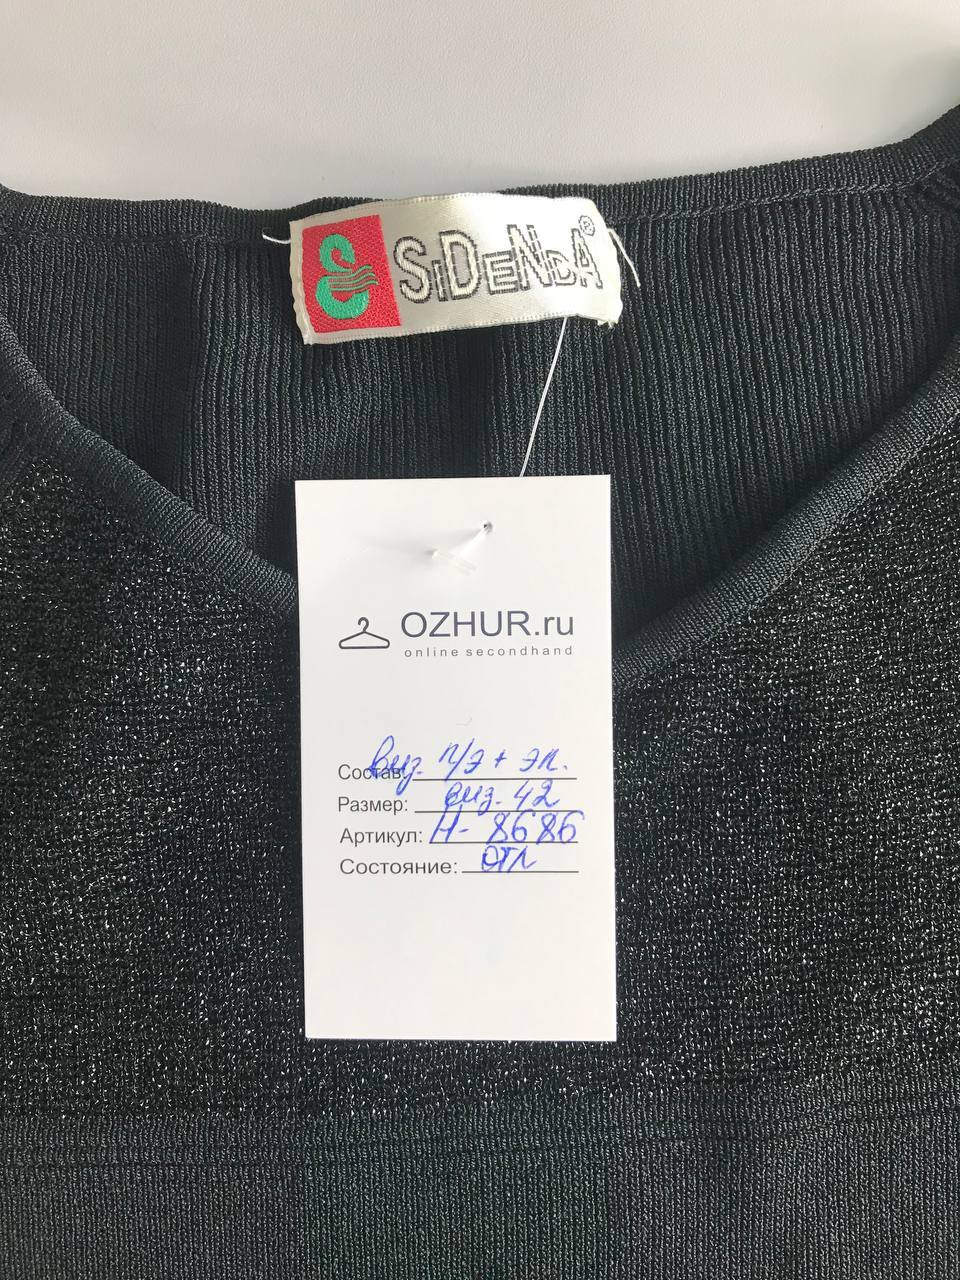 SIDENDA®
OZHUR.ru
online secondhand
Состав: виз. п/э + эл.
Размер: виз. 42
Артикул: Н-8686
Состояние: отл